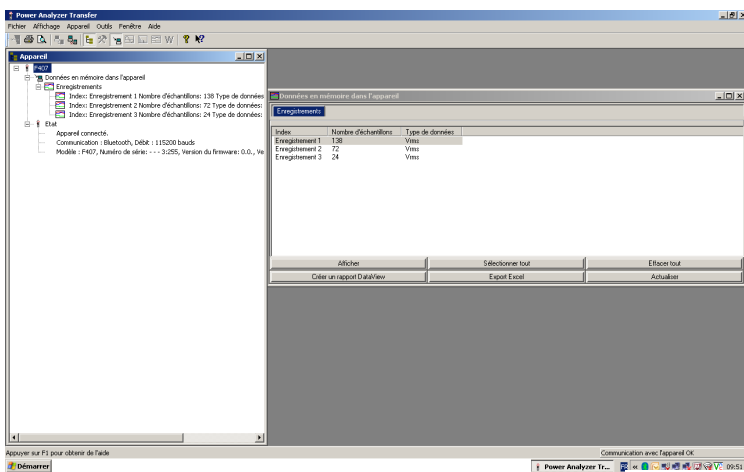 Power Analyzer Transfer
Fichier Affichage Appareil Outils Fenêtre Aide
Appareil
F407
Données en mémoire dans l'appareil
Enregistrements
Index: Enregistrement 1 Nombre d'échantillons: 138 Type de données
Index: Enregistrement 2 Nombre d'échantillons: 72 Type de données:
Index: Enregistrement 3 Nombre d'échantillons: 24 Type de données:
Etat
Appareil connecté.
Communication : Bluetooth, Débit : 115200 bauds
Modèle : F407, Numéro de série: - - - 3:255, Version du firmware: 0.0., Ve
Données en mémoire dans l'appareil
Enregistrements
Index Nombre d'échantillons Type de données
Enregistrement 1 138 Vrms
Enregistrement 2 72 Vrms
Enregistrement 3 24 Vrms
Afficher Sélectionner tout Effacer tout
Créer un rapport DataView Export Excel Actualiser
Appuyer sur F1 pour obtenir de l'aide Communication avec l'appareil OK
Démarrer Power Analyzer Tr... FR « 09:51